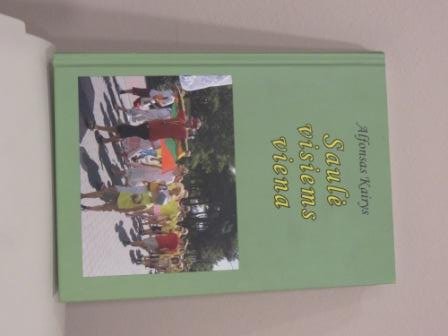 Alfonsas Kairys
Saulė
visiems
viena